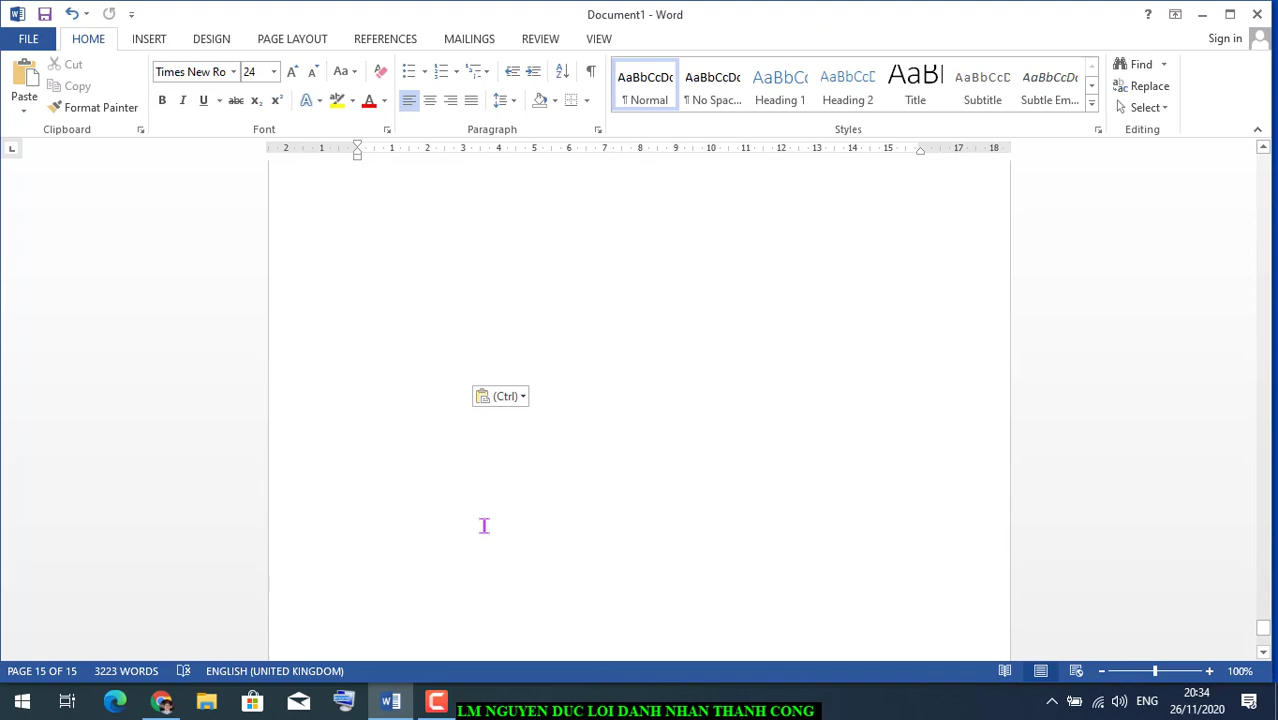 Document1 - Word
FILE HOME INSERT DESIGN PAGE LAYOUT REFERENCES MAILINGS REVIEW VIEW Sign in
Paste
Cut
Copy
Format Painter
Clipboard
Times New Ro 24
Font
Paragraph
AaBbCcDc AaBbCcDc AaBbCc AaBbCcC AaBl AaBbCcD AaBbCcDc
¶ Normal ¶ No Spac... Heading Heading 2 Title Subtitle Subtle Em...
Styles
Find
Replace
Select
Editing
2 1 1 2 3 4 5 6 7 8 9 10 11 12 13 14 15 17 18
(Ctrl)
PAGE 15 OF 15 3223 WORDS ENGLISH (UNITED KINGDOM) 100%
ENG
20:34
26/11/2020
LM NGUYEN DUC LOI DANH NHAN THANH CONG